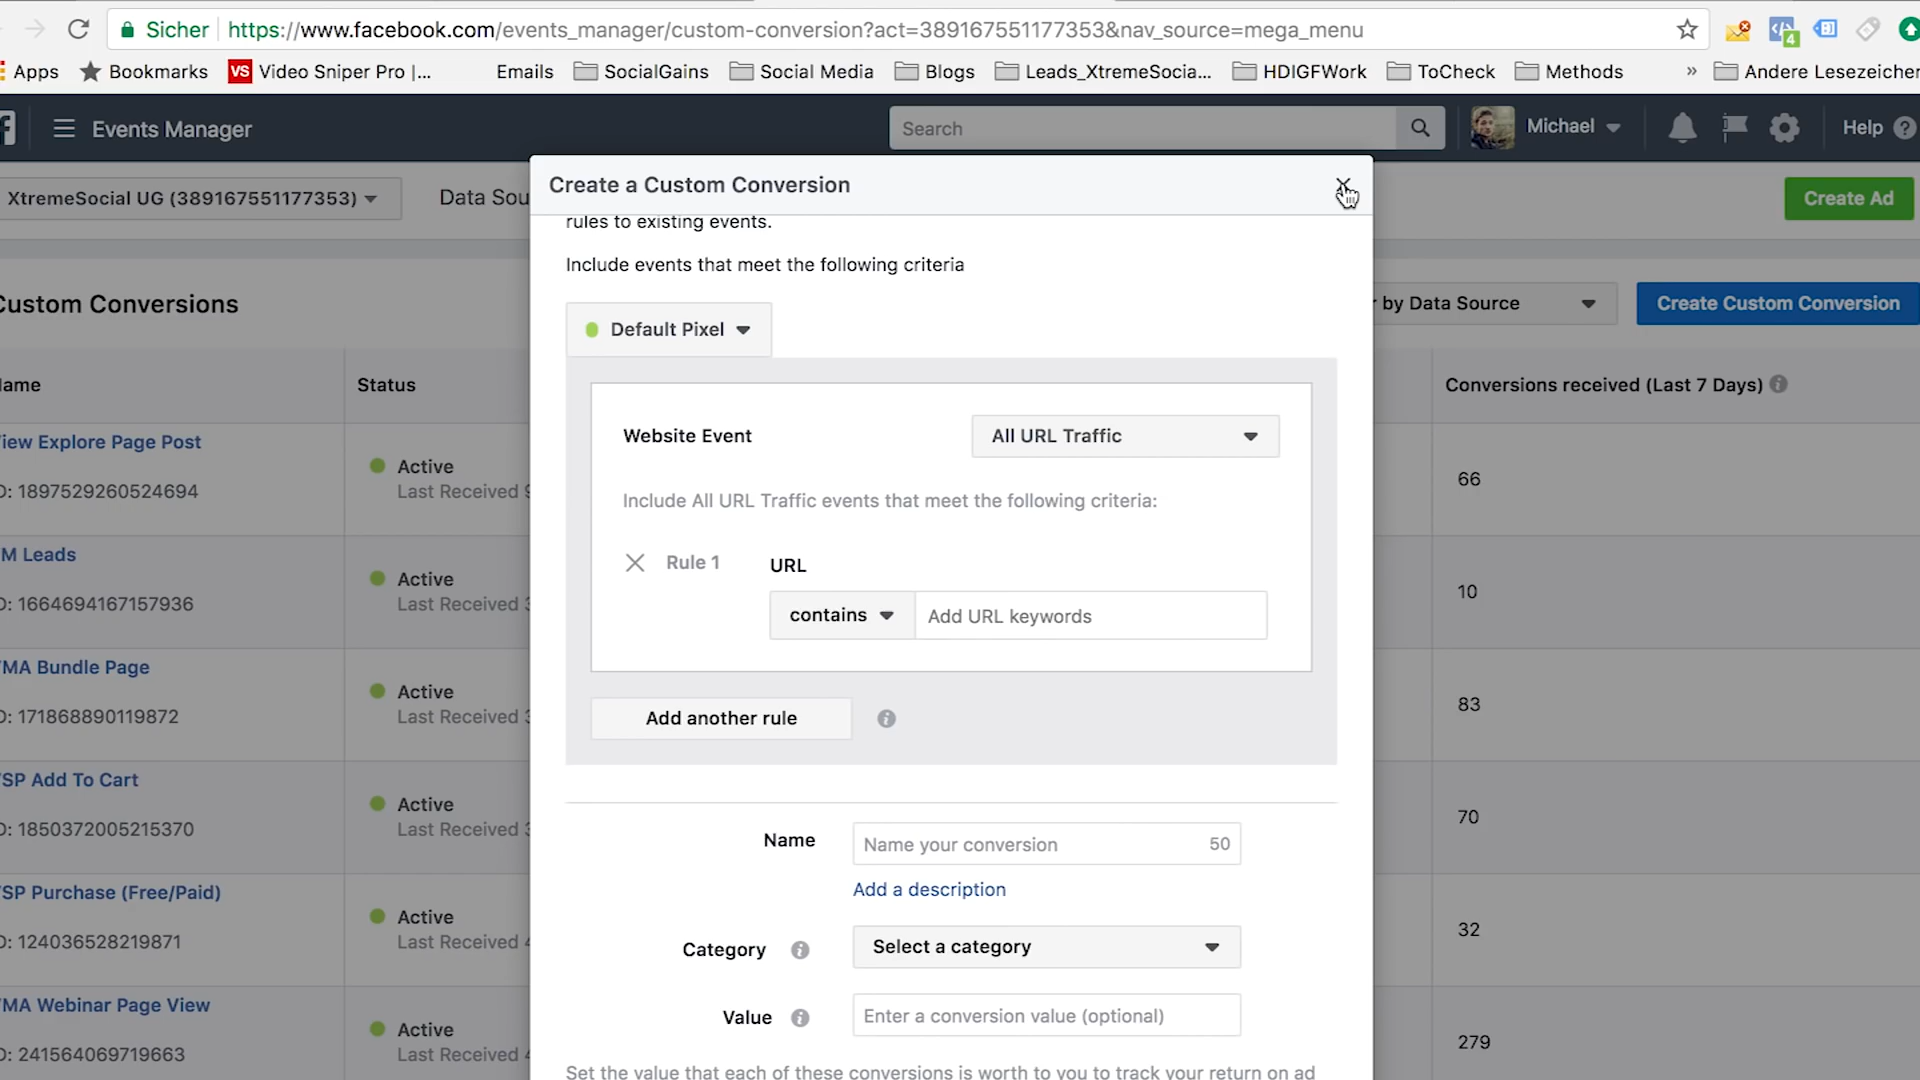 Sicher https://www.facebook.com/events_manager/custom-conversion?act=389167551177353&nav_source=mega_menu
4
Apps Bookmarks VS Video Sniper Pro |... Emails SocialGains Social Media Blogs Leads_XtremeSocia... HDIGFWork ToCheck Methods » Andere Lesezeichen
Events Manager Search Michael Help ?
Create a Custom Conversion
XtremeSocial UG (389167551177353) Data Sou Create Ad
rules to existing events.
Include events that meet the following criteria
Custom Conversions r by Data Source Create Custom Conversion
Default Pixel
ame Status Conversions received (Last 7 Days)
Website Event All URL Traffic
iew Explore Page Post
Active
Last Received 9
D: 1897529260524694
66
Include All URL Traffic events that meet the following criteria:
M Leads
Active
Last Received 3
D: 1664694167157936
10
Rule 1 URL
contains Add URL keywords
MA Bundle Page
Active
Last Received 3
D: 171868890119872
83
Add another rule
SP Add To Cart
Active
Last Received 3
D: 1850372005215370
70
Name Name your conversion 50
Add a description
SP Purchase (Free/Paid)
Active
Last Received 4
D: 124036528219871
32
Category Select a category
MA Webinar Page View
Active
Last Received 4
D: 241564069719663
279
Value Enter a conversion value (optional)
Set the value that each of these conversions is worth to you to track your return on ad